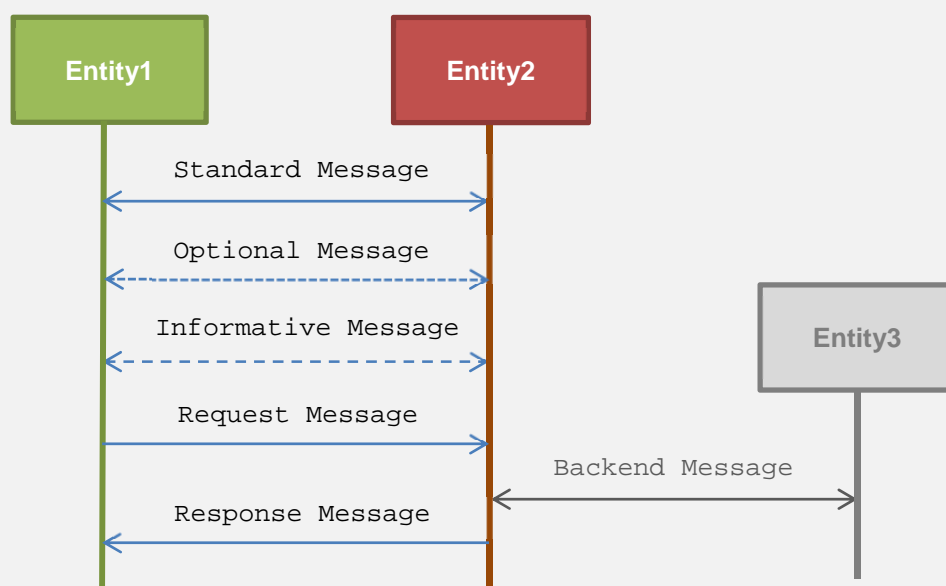 Entity1
Entity2
Standard Message
Optional Message
Informative Message
Entity3
Request Message
Backend Message
Response Message